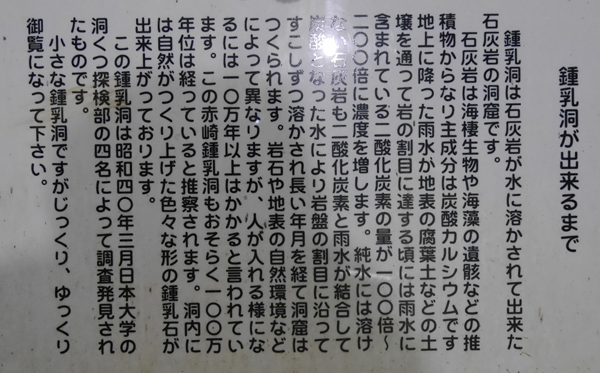 鍾乳洞が出来るまで
鍾乳洞は石灰岩が水に溶かされて出来た
石灰岩の洞窟です。
石灰岩は海棲生物や海藻の遺骸などの推
積物からなり主成分は炭酸カルシウムです
地上に降った雨水が地表の腐葉土などの土
壌を通って岩の割目に達する頃には雨水に
含まれている二酸化炭素の量が一〇〇倍~
二〇〇倍に濃度を増します。純水には溶け
ない石灰岩も二酸化炭素と雨水が結合して
炭酸となった水により岩盤の割目に沿って
すこしずつ溶かされ長い年月を経て洞窟は
つくられます。岩石や地表の自然環境など
によって異なりますが、人が入れる様にな
るには一〇万年以上はかかると言われてい
ます。この赤崎鍾乳洞もおそらく一〇〇万
年位は経っていると推察されます。洞内に
は自然がつくり上げた色々な形の鍾乳石が
出来上がっております。
この鍾乳洞は昭和四〇年三月日本大学の
洞くつ探検部の四名によって調査発見され
たものです。
小さな鍾乳洞ですがじっくり、ゆっくり
御覧になって下さい。